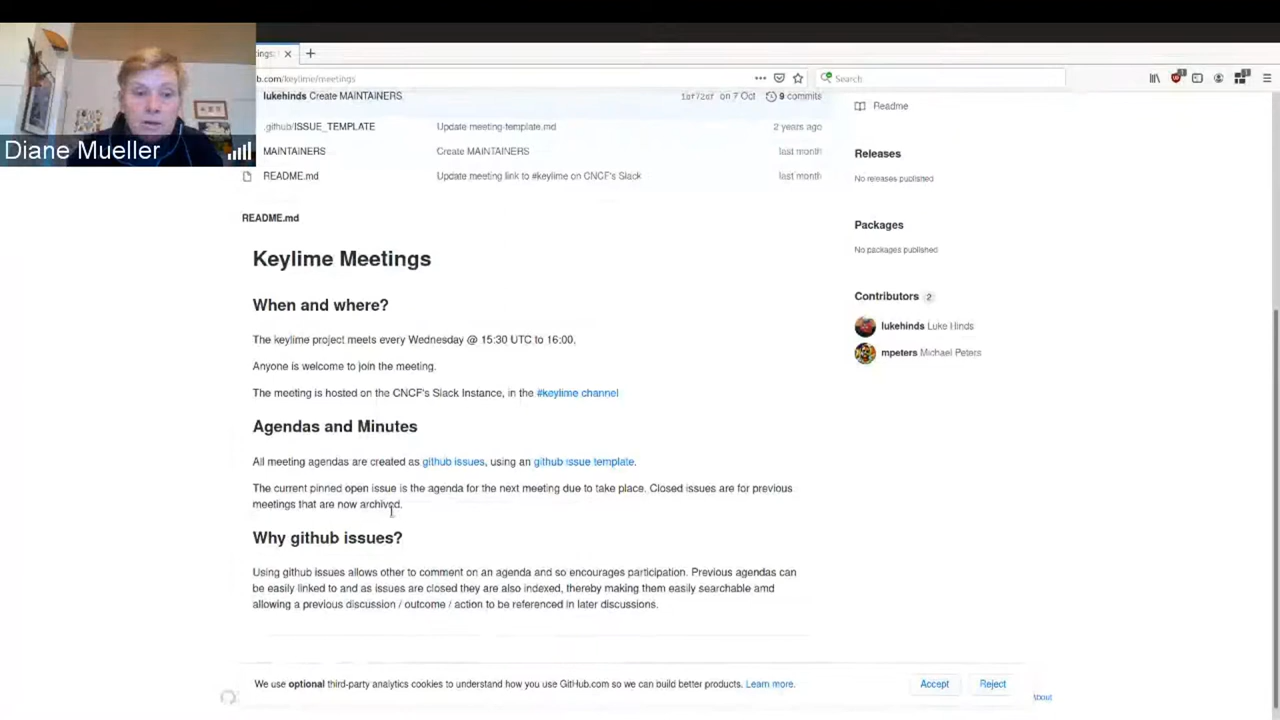 Diane Mueller
b.com/keylime/meetings
Search
lukehinds Create MAINTAINERS
on 7 Oct
9 commits
Readme
.github/ISSUE_TEMPLATE
Update meeting-template.md
2 years ago
MAINTAINERS
Create MAINTAINERS
last month
README.md
Update meeting link to #keylime on CNCF's Slack
last month
Releases
No releases published
Packages
No packages published
Contributors 2
lukehinds Luke Hinds
mpeters Michael Peters
README.md
Keylime Meetings
When and where?
The keylime project meets every Wednesday @ 15:30 UTC to 16:00.
Anyone is welcome to join the meeting.
The meeting is hosted on the CNCF's Slack Instance, in the #keylime channel
Agendas and Minutes
All meeting agendas are created as github issues, using an github issue template.
The current pinned open issue is the agenda for the next meeting due to take place. Closed issues are for previous
meetings that are now archived.
Why github issues?
Using github issues allows other to comment on an agenda and so encourages participation. Previous agendas can
be easily linked to and as issues are closed they are also indexed, thereby making them easily searchable amd
allowing a previous discussion / outcome / action to be referenced in later discussions.
We use optional third-party analytics cookies to understand how you use GitHub.com so we can build better products. Learn more.
Accept
Reject
About